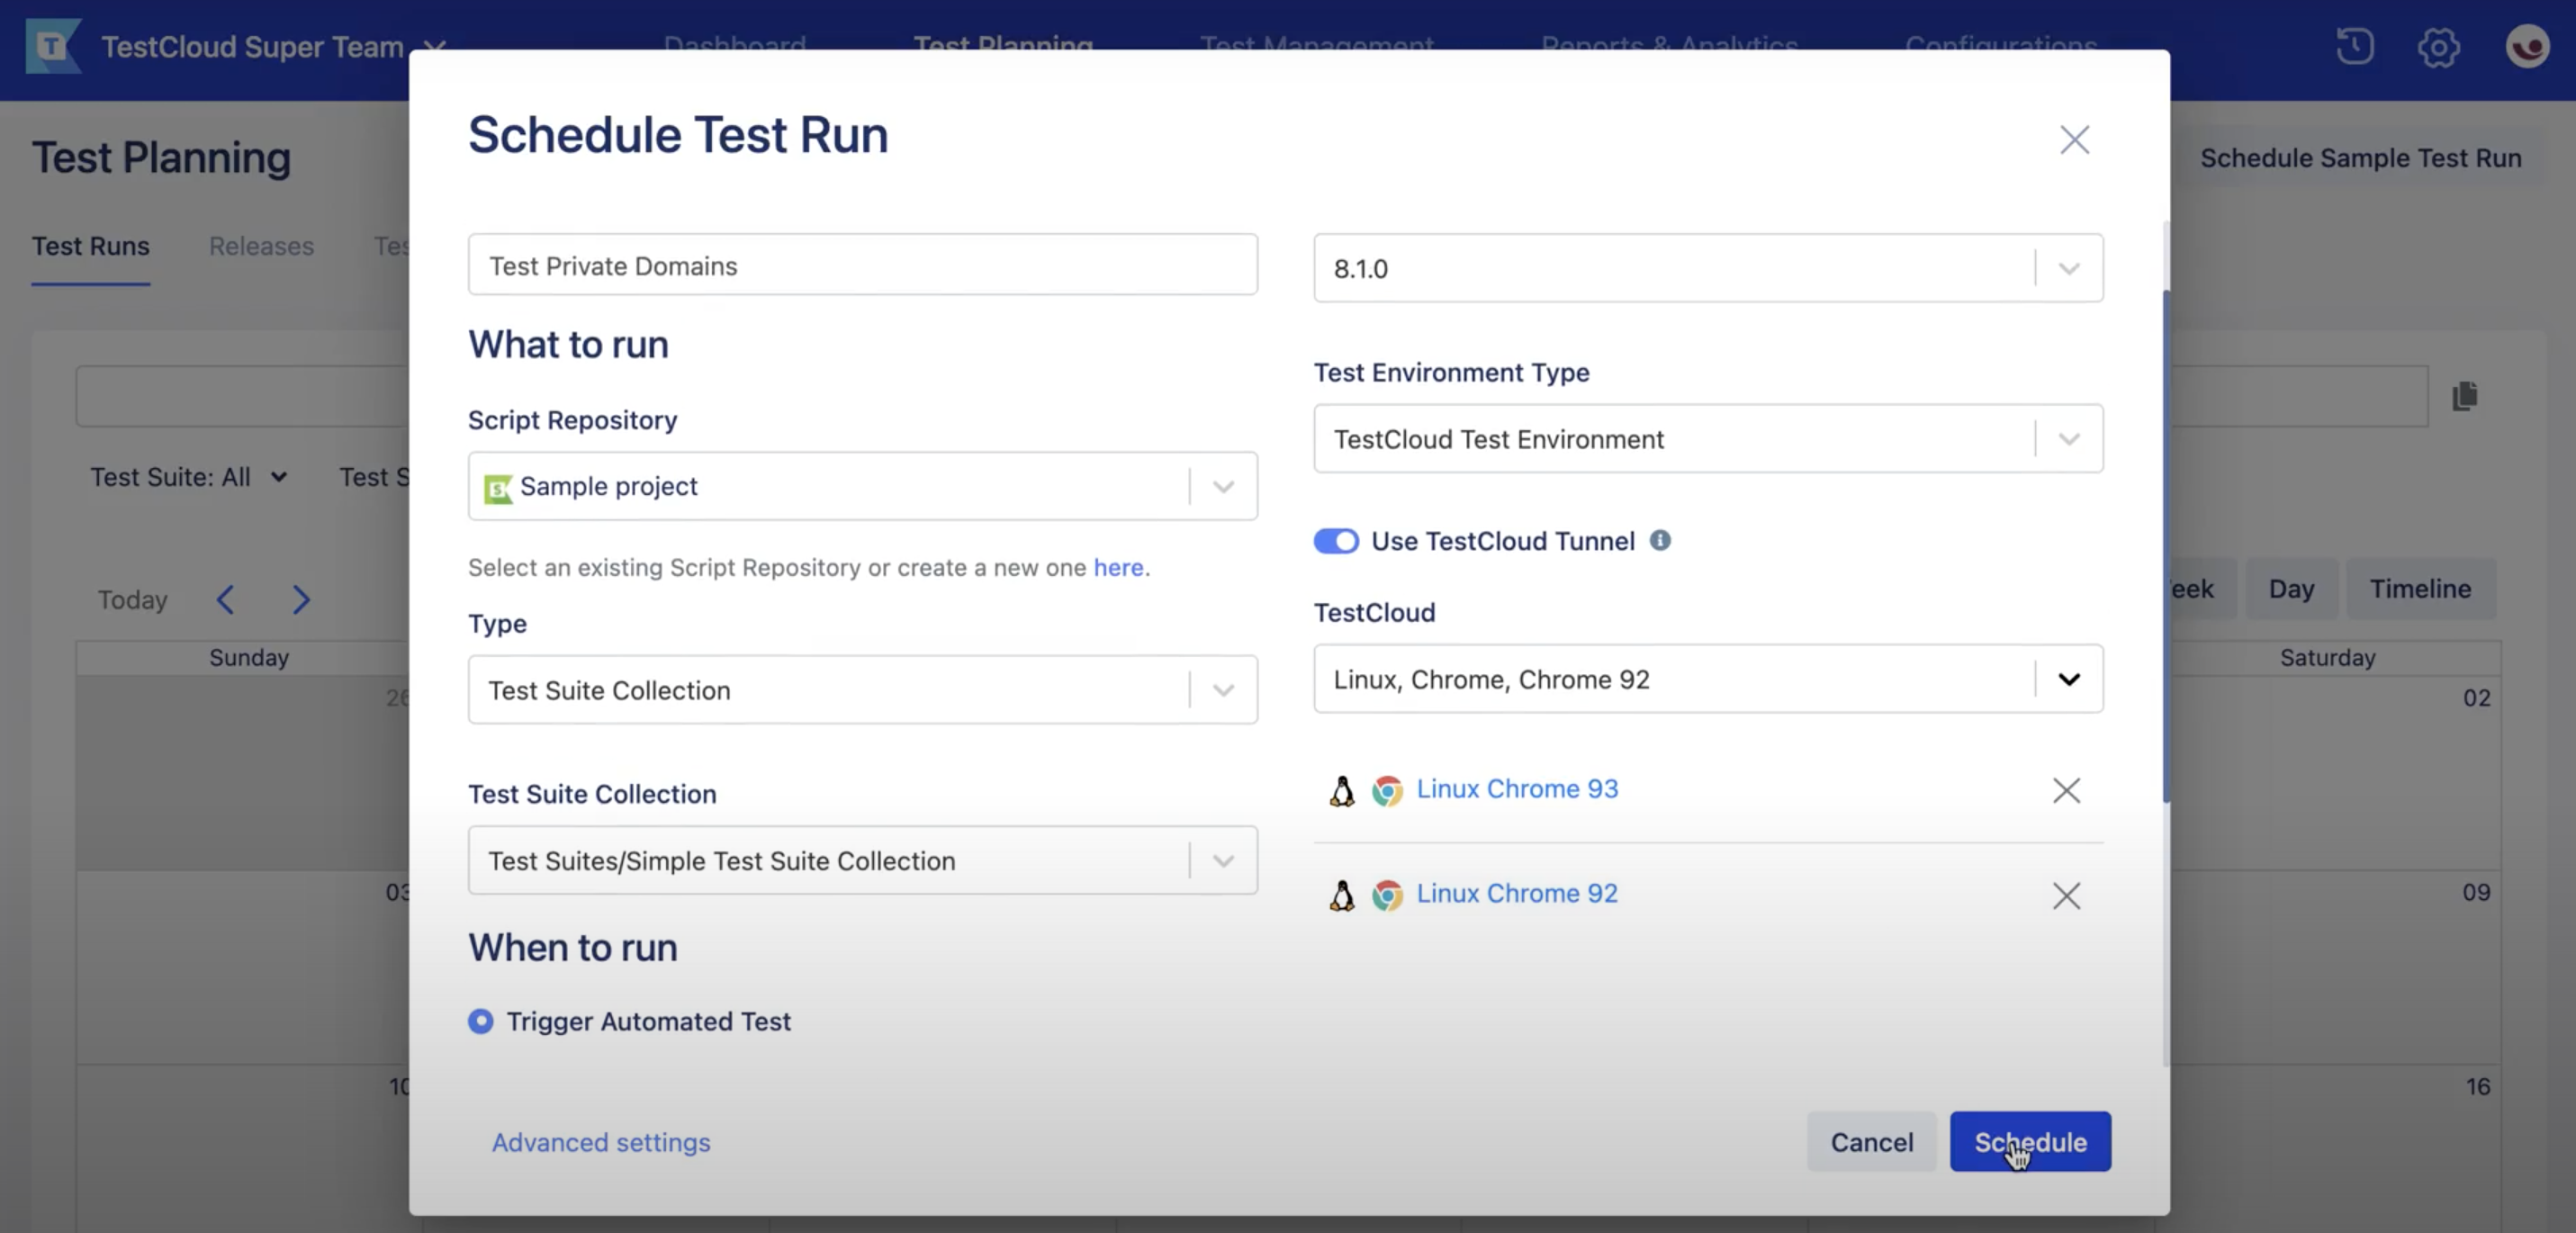 TestCloud Super Team
Dashboard
Test Planning
Test Management
Reports & Analytics
Configurations
Test Planning
Schedule Sample Test Run
Test Runs
Releases
Test Suite: All
Test S
Today
Day
Timeline
Sunday
Saturday
26
02
03
09
10
16
Schedule Test Run
Test Private Domains
What to run
Script Repository
Sample project
Select an existing Script Repository or create a new one here.
Type
Test Suite Collection
Test Suite Collection
Test Suites/Simple Test Suite Collection
When to run
Trigger Automated Test
8.1.0
Test Environment Type
TestCloud Test Environment
Use TestCloud Tunnel
TestCloud
Linux, Chrome, Chrome 92
Linux Chrome 93
Linux Chrome 92
Advanced settings
Cancel
Schedule